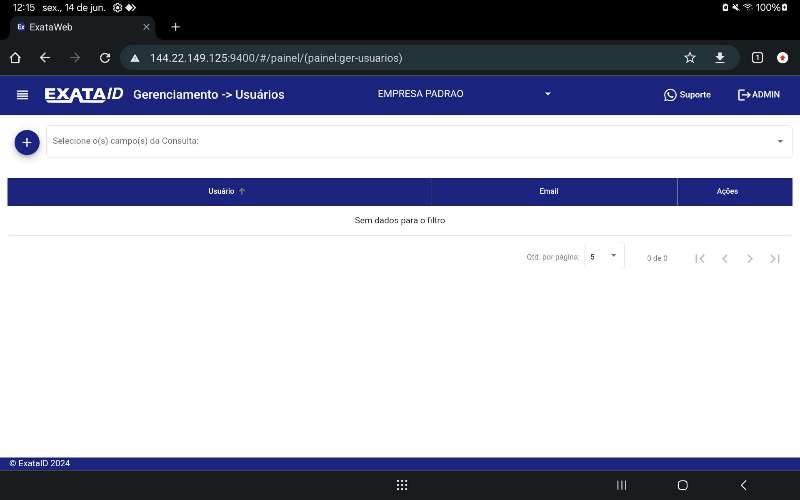 12:15 sex., 14 de jun. 100%
Ex ExataWeb
144.22.149.125:9400/#/painel/(painel:ger-usuarios) 1
EXATA/D Gerenciamento -> Usuários EMPRESA PADRAO Suporte ADMIN
Selecione o(s) campo(s) da Consulta:
Usuário Email Ações
Sem dados para o filtro
Qtd. por página: 5 0 de 0
© ExataID 2024